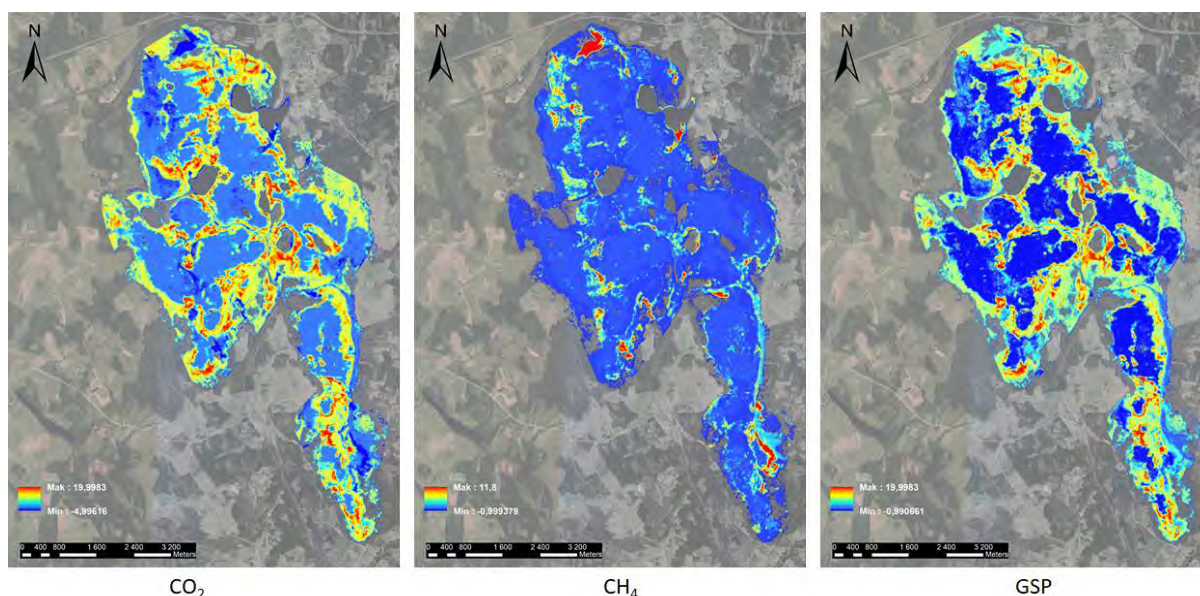 N
N
N
Mak : 19,9983
Min : -4,99616
0 400 800 1 600 2 400 3 200
Meters
Mak : 11,8
Min : -0,999379
0 400 800 1 600 2 400 3 200
Meters
Mak : 19,9983
Min : -0,990661
0 400 800 1 600 2 400 3 200
Meters
CO₂
CH₄
GSP